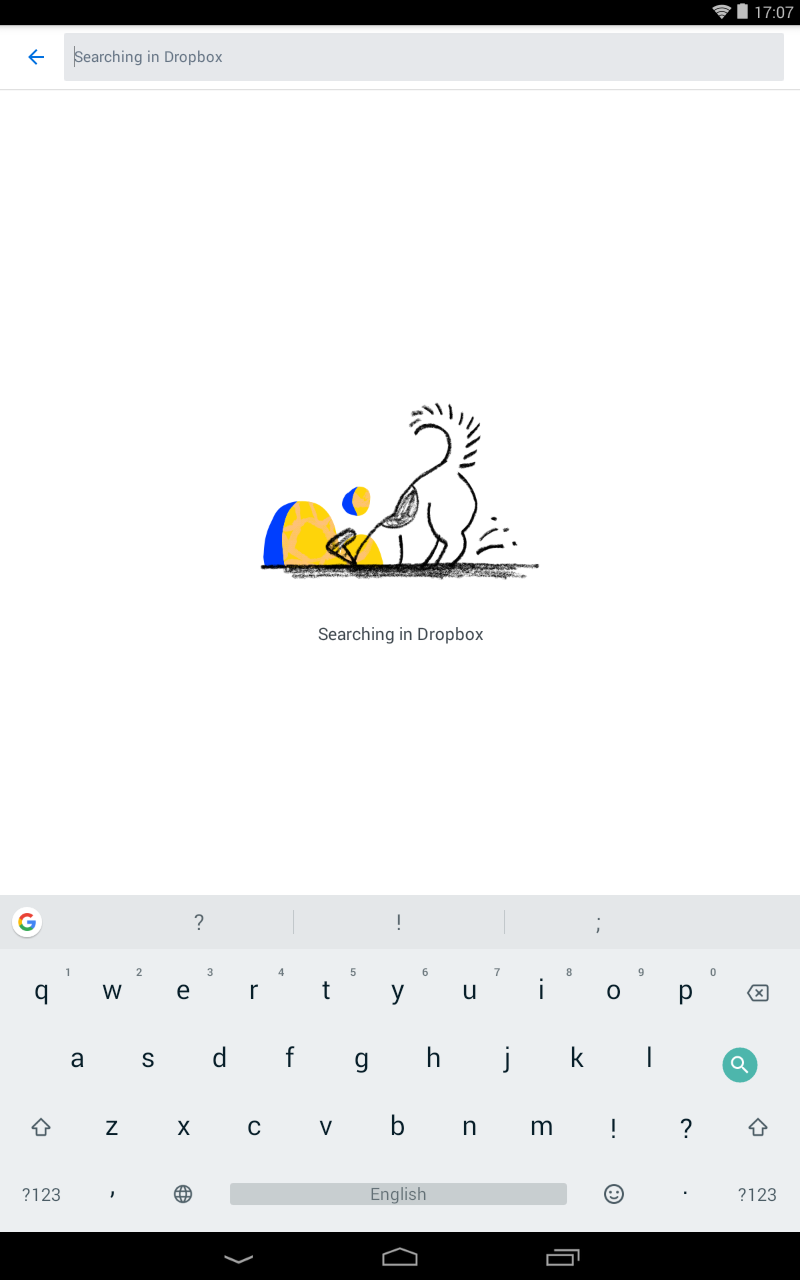 17:07
Searching in Dropbox
Searching in Dropbox
G ? ! ;
1 2 3 4 5 6 7 8 9 0
q w e r t y u i o p
a s d f g h j k l
z x c v b n m ! ?
?123 , English . ?123